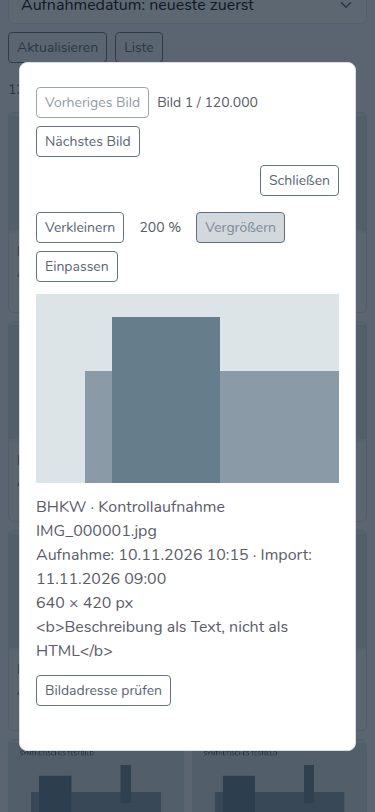 Aufnahmedatum: neueste zuerst
Aktualisieren Liste
Vorheriges Bild Bild 1 / 120.000
Nächstes Bild
Schließen
Verkleinern 200 % Vergrößern
Einpassen
BHKW · Kontrollaufnahme
IMG_000001.jpg
Aufnahme: 10.11.2026 10:15 · Import:
11.11.2026 09:00
640 × 420 px
<b>Beschreibung als Text, nicht als
HTML</b>
Bildadresse prüfen